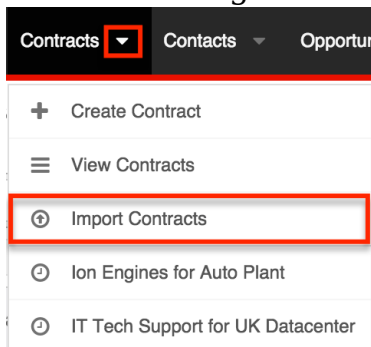 Contracts Contacts Opportun
Create Contract
View Contracts
Import Contracts
Ion Engines for Auto Plant
IT Tech Support for UK Datacenter